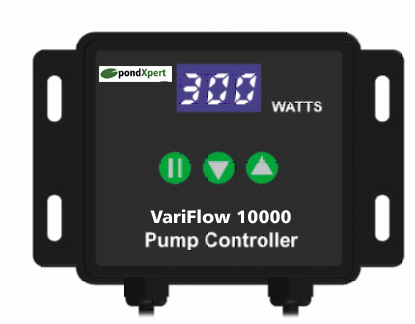 pondXpert
300
WATTS
VariFlow 10000
Pump Controller